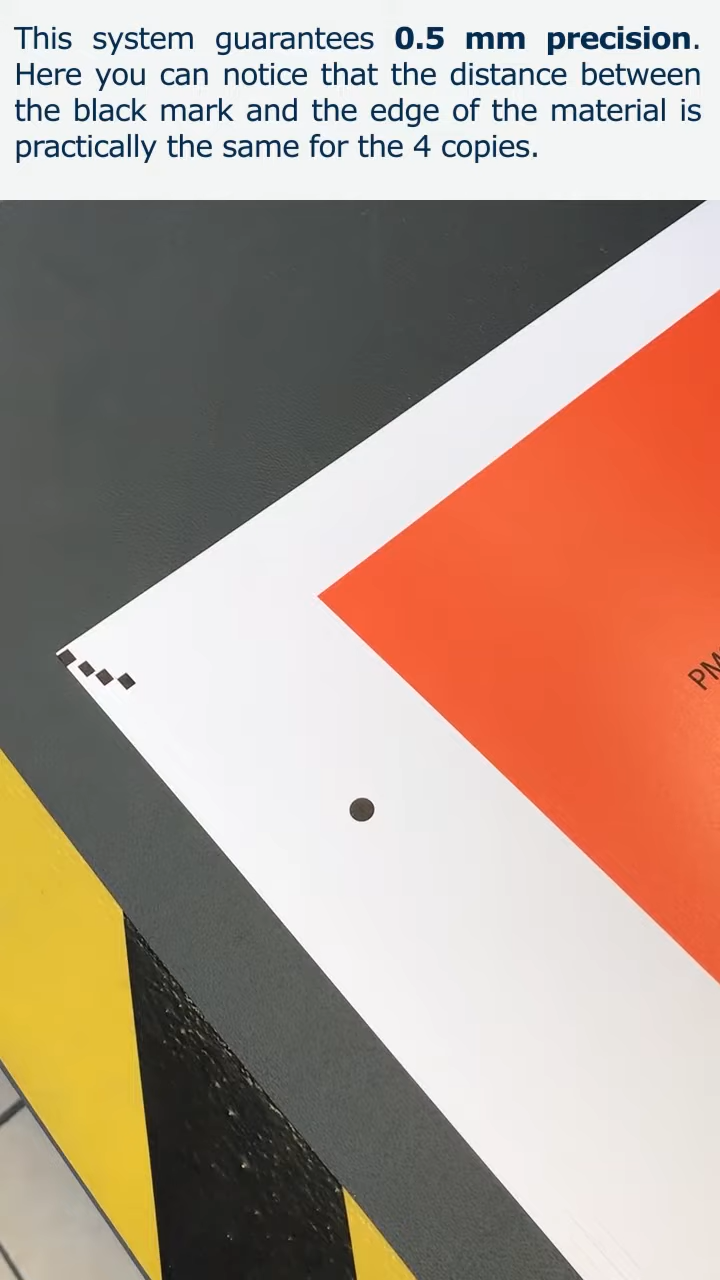 This system guarantees 0.5 mm precision.
Here you can notice that the distance between
the black mark and the edge of the material is
practically the same for the 4 copies.
PM